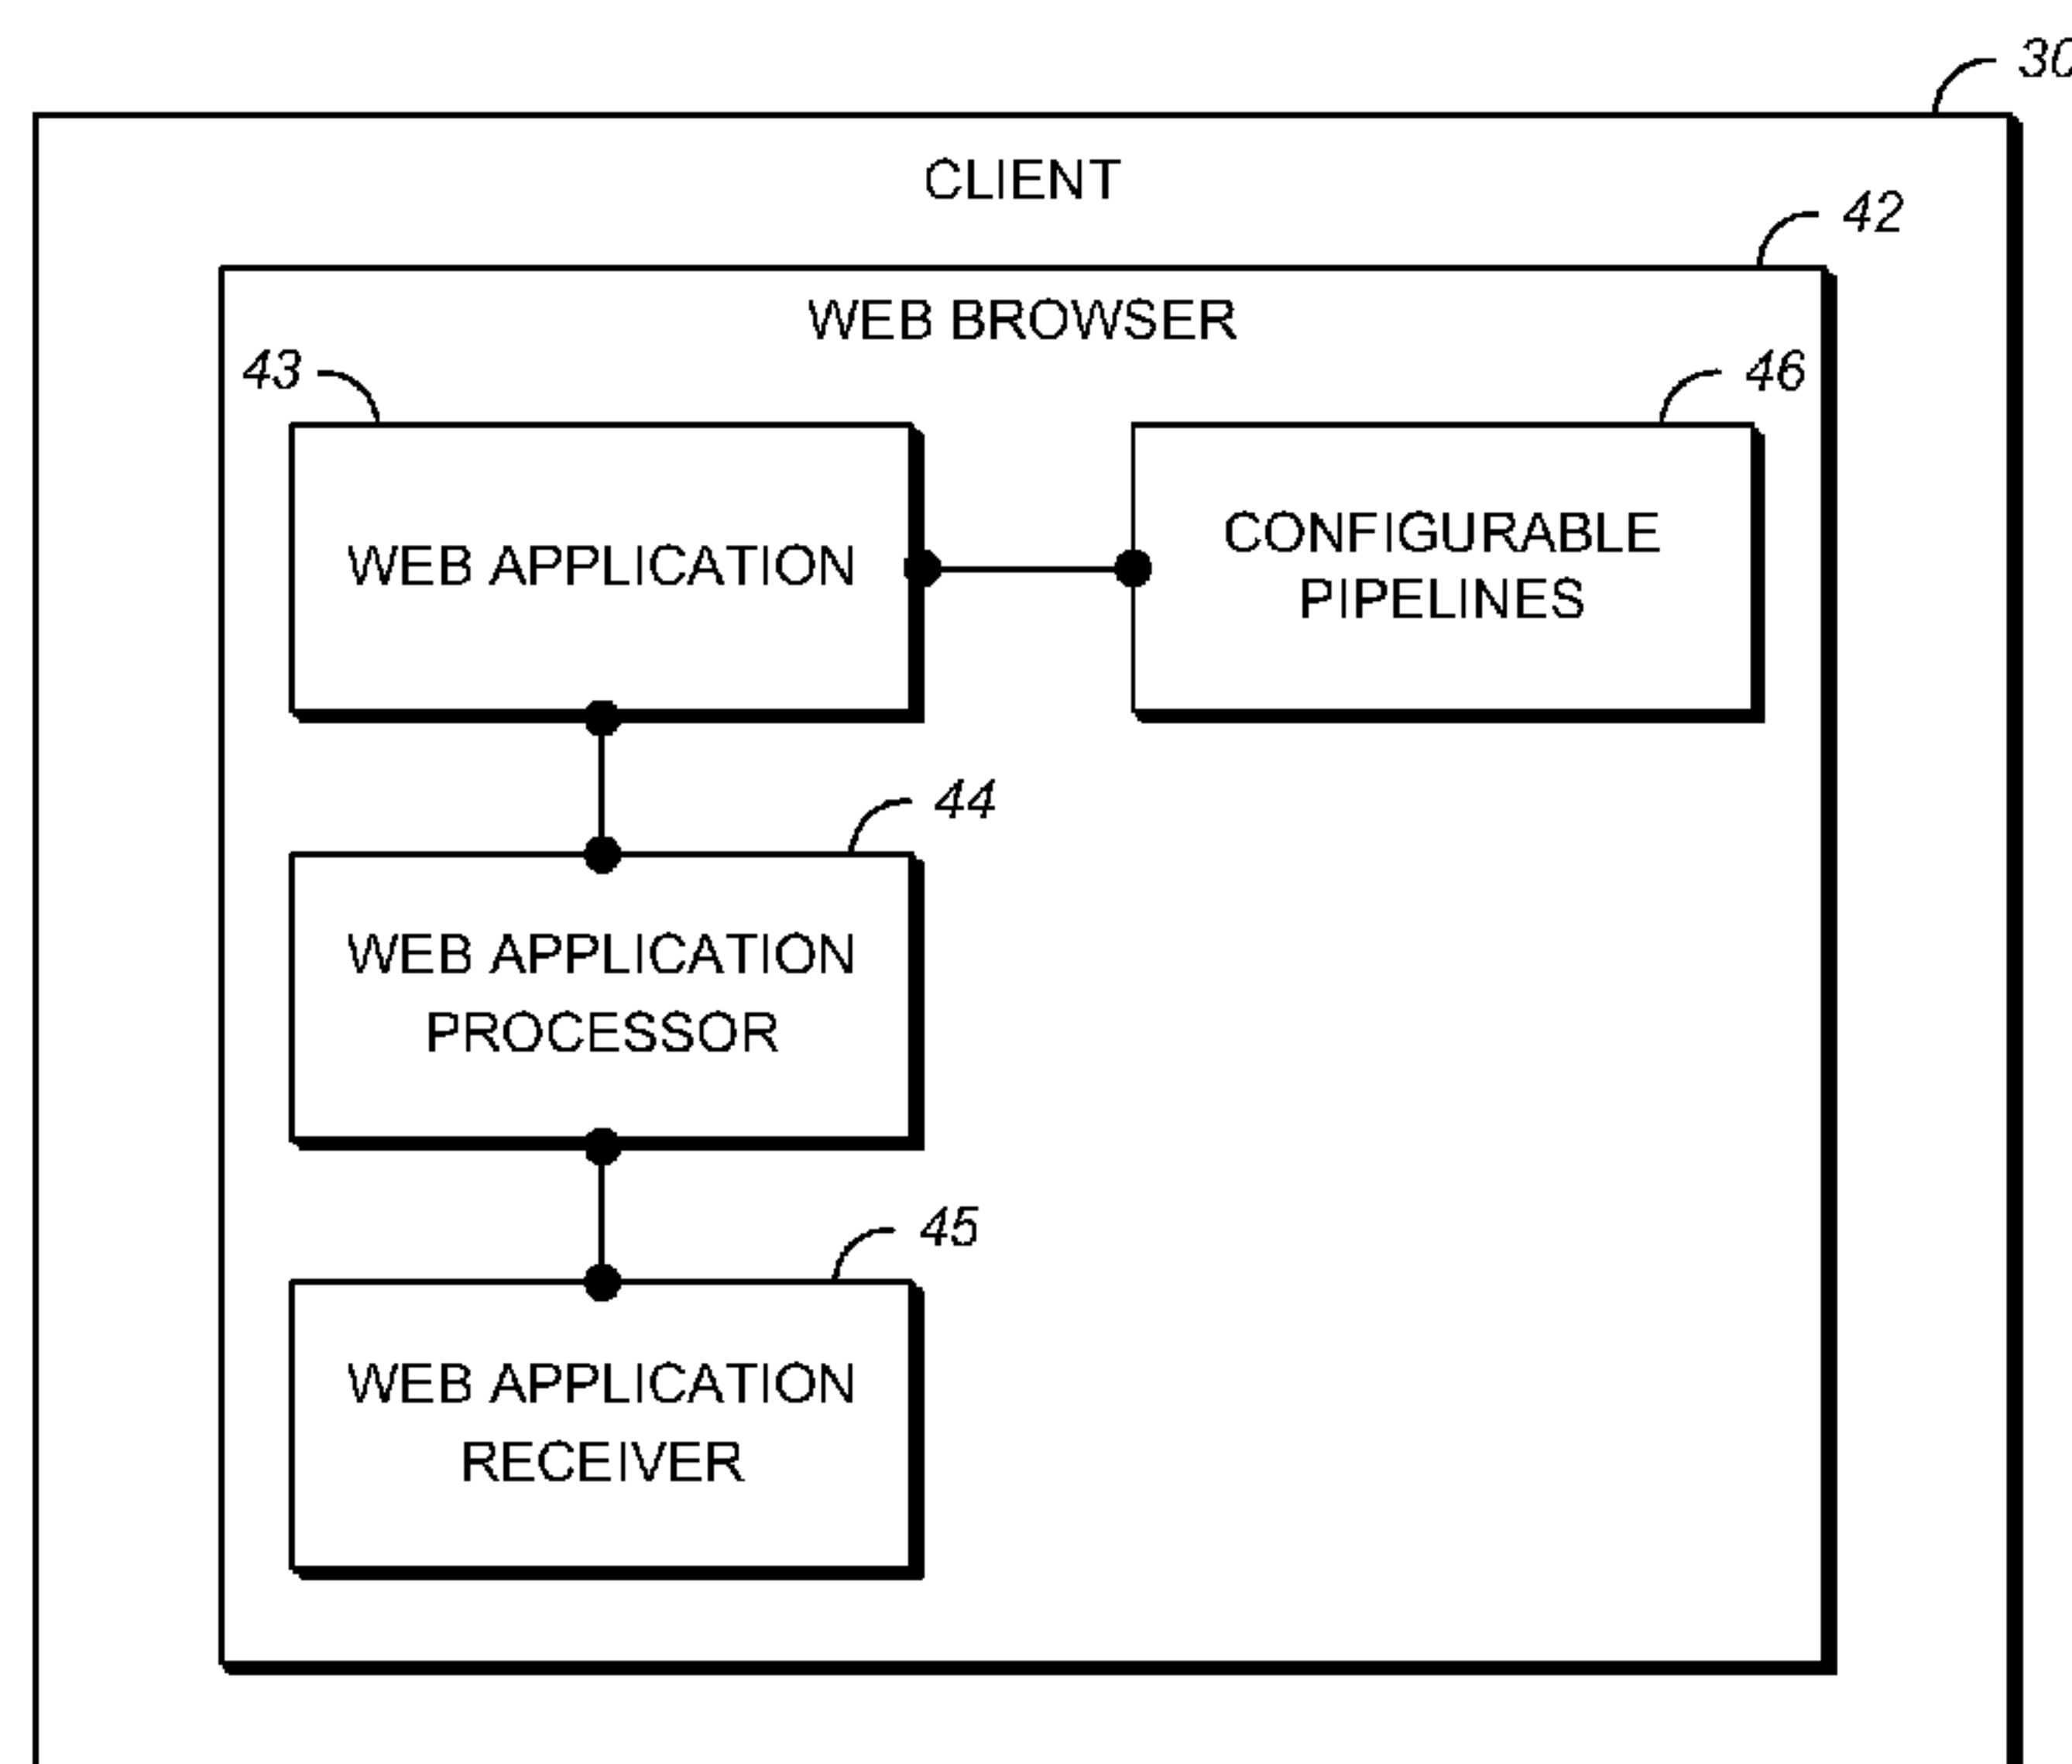 30
CLIENT
42
WEB BROWSER
43
46
WEB APPLICATION
CONFIGURABLE
PIPELINES
44
WEB APPLICATION
PROCESSOR
45
WEB APPLICATION
RECEIVER